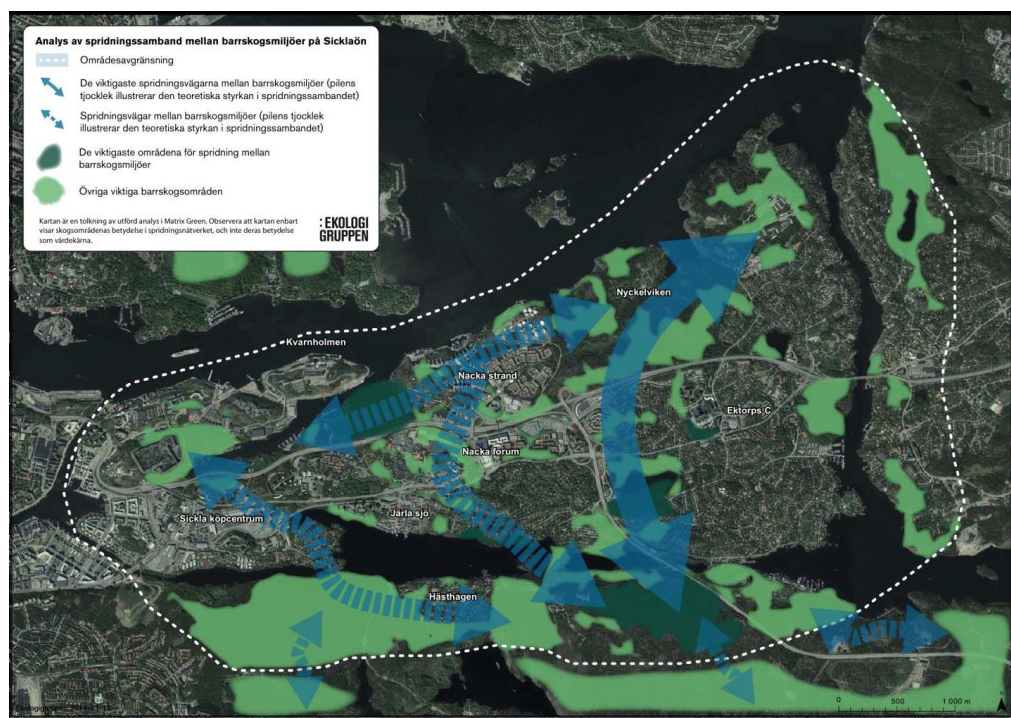 Analys av spridningssamband mellan barrskogsmiljöer på Sicklaön
Områdesavgränsning
De viktigaste spridningsvägarna mellan barrskogsmiljöer (pilens
tjocklek illustrerar den teoretiska styrkan i spridningssambandet)
Spridningsvägar mellan barrskogsmiljöer (pilens tjocklek
illustrerar den teoretiska styrkan i spridningssambandet)
De viktigaste områdena för spridning mellan
barrskogsmiljöer
Övriga viktiga barrskogsområden
Kartan är en tolkning av utförd analys i Matrix Green. Observera att kartan enbart
visar skogsområdenas betydelse i spridningsnätverket, och inte deras betydelse
som värdekärna.
:EKOLOGI
GRUPPEN
Nyckelviken
Kvarnholmen
Nacka strand
Ektorps C
Nacka forum
Sickla köpcentrum
Järla sjö
Hästhagen
Ekologigruppen
0 500 1 000 m
N